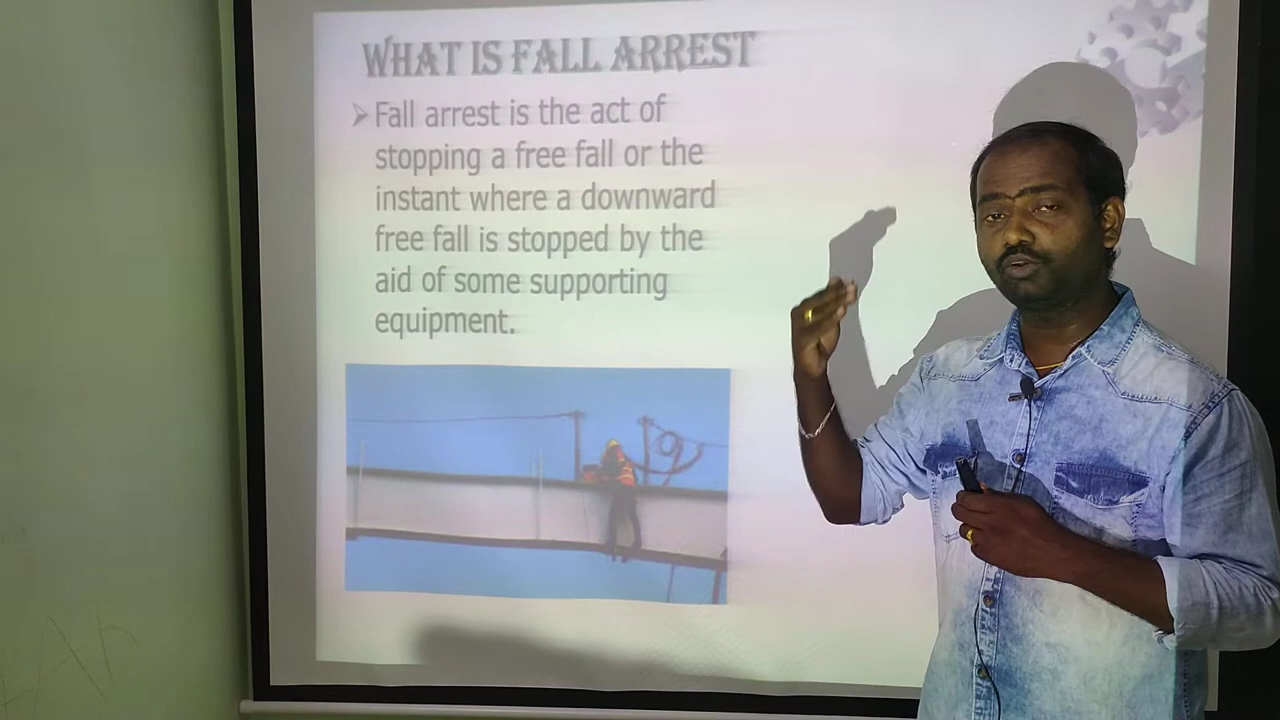 WHAT IS FALL ARREST
Fall arrest is the act of
stopping a free fall or the
instant where a downward
free fall is stopped by the
aid of some supporting
equipment.